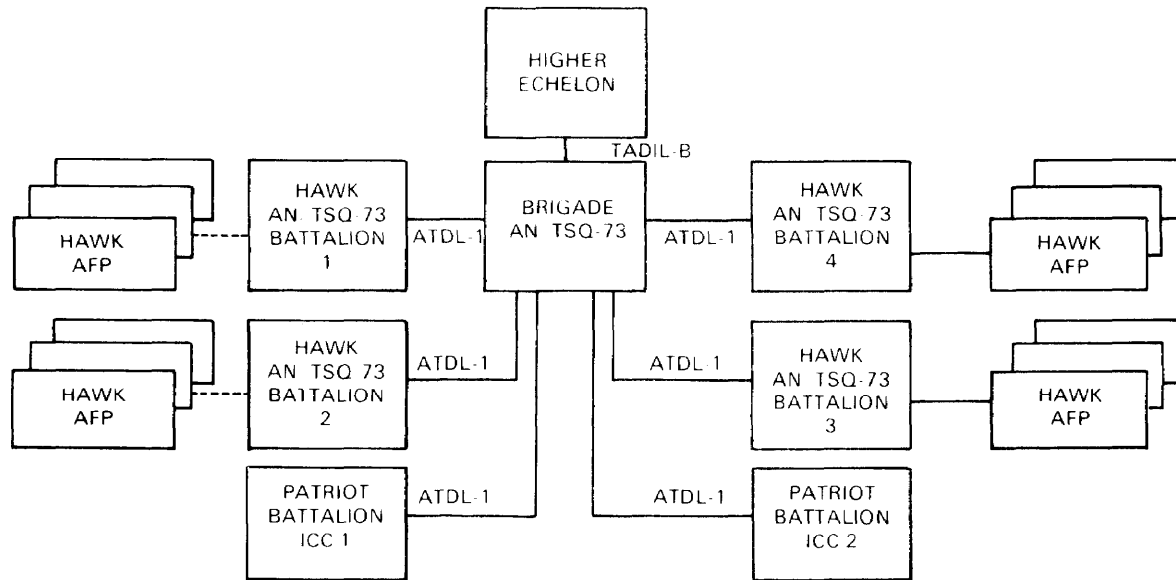 HIGHER
ECHELON
TADIL-B
HAWK
AN TSQ-73
BATTALION
1
ATDL-1
BRIGADE
AN TSQ-73
ATDL-1
HAWK
AN TSQ-73
BATTALION
4
HAWK
AFP
HAWK
AFP
HAWK
AN TSQ-73
BATTALION
2
ATDL-1
ATDL-1
HAWK
AN TSQ-73
BATTALION
3
HAWK
AFP
HAWK
AFP
PATRIOT
BATTALION
ICC 1
ATDL-1
ATDL-1
PATRIOT
BATTALION
ICC 2